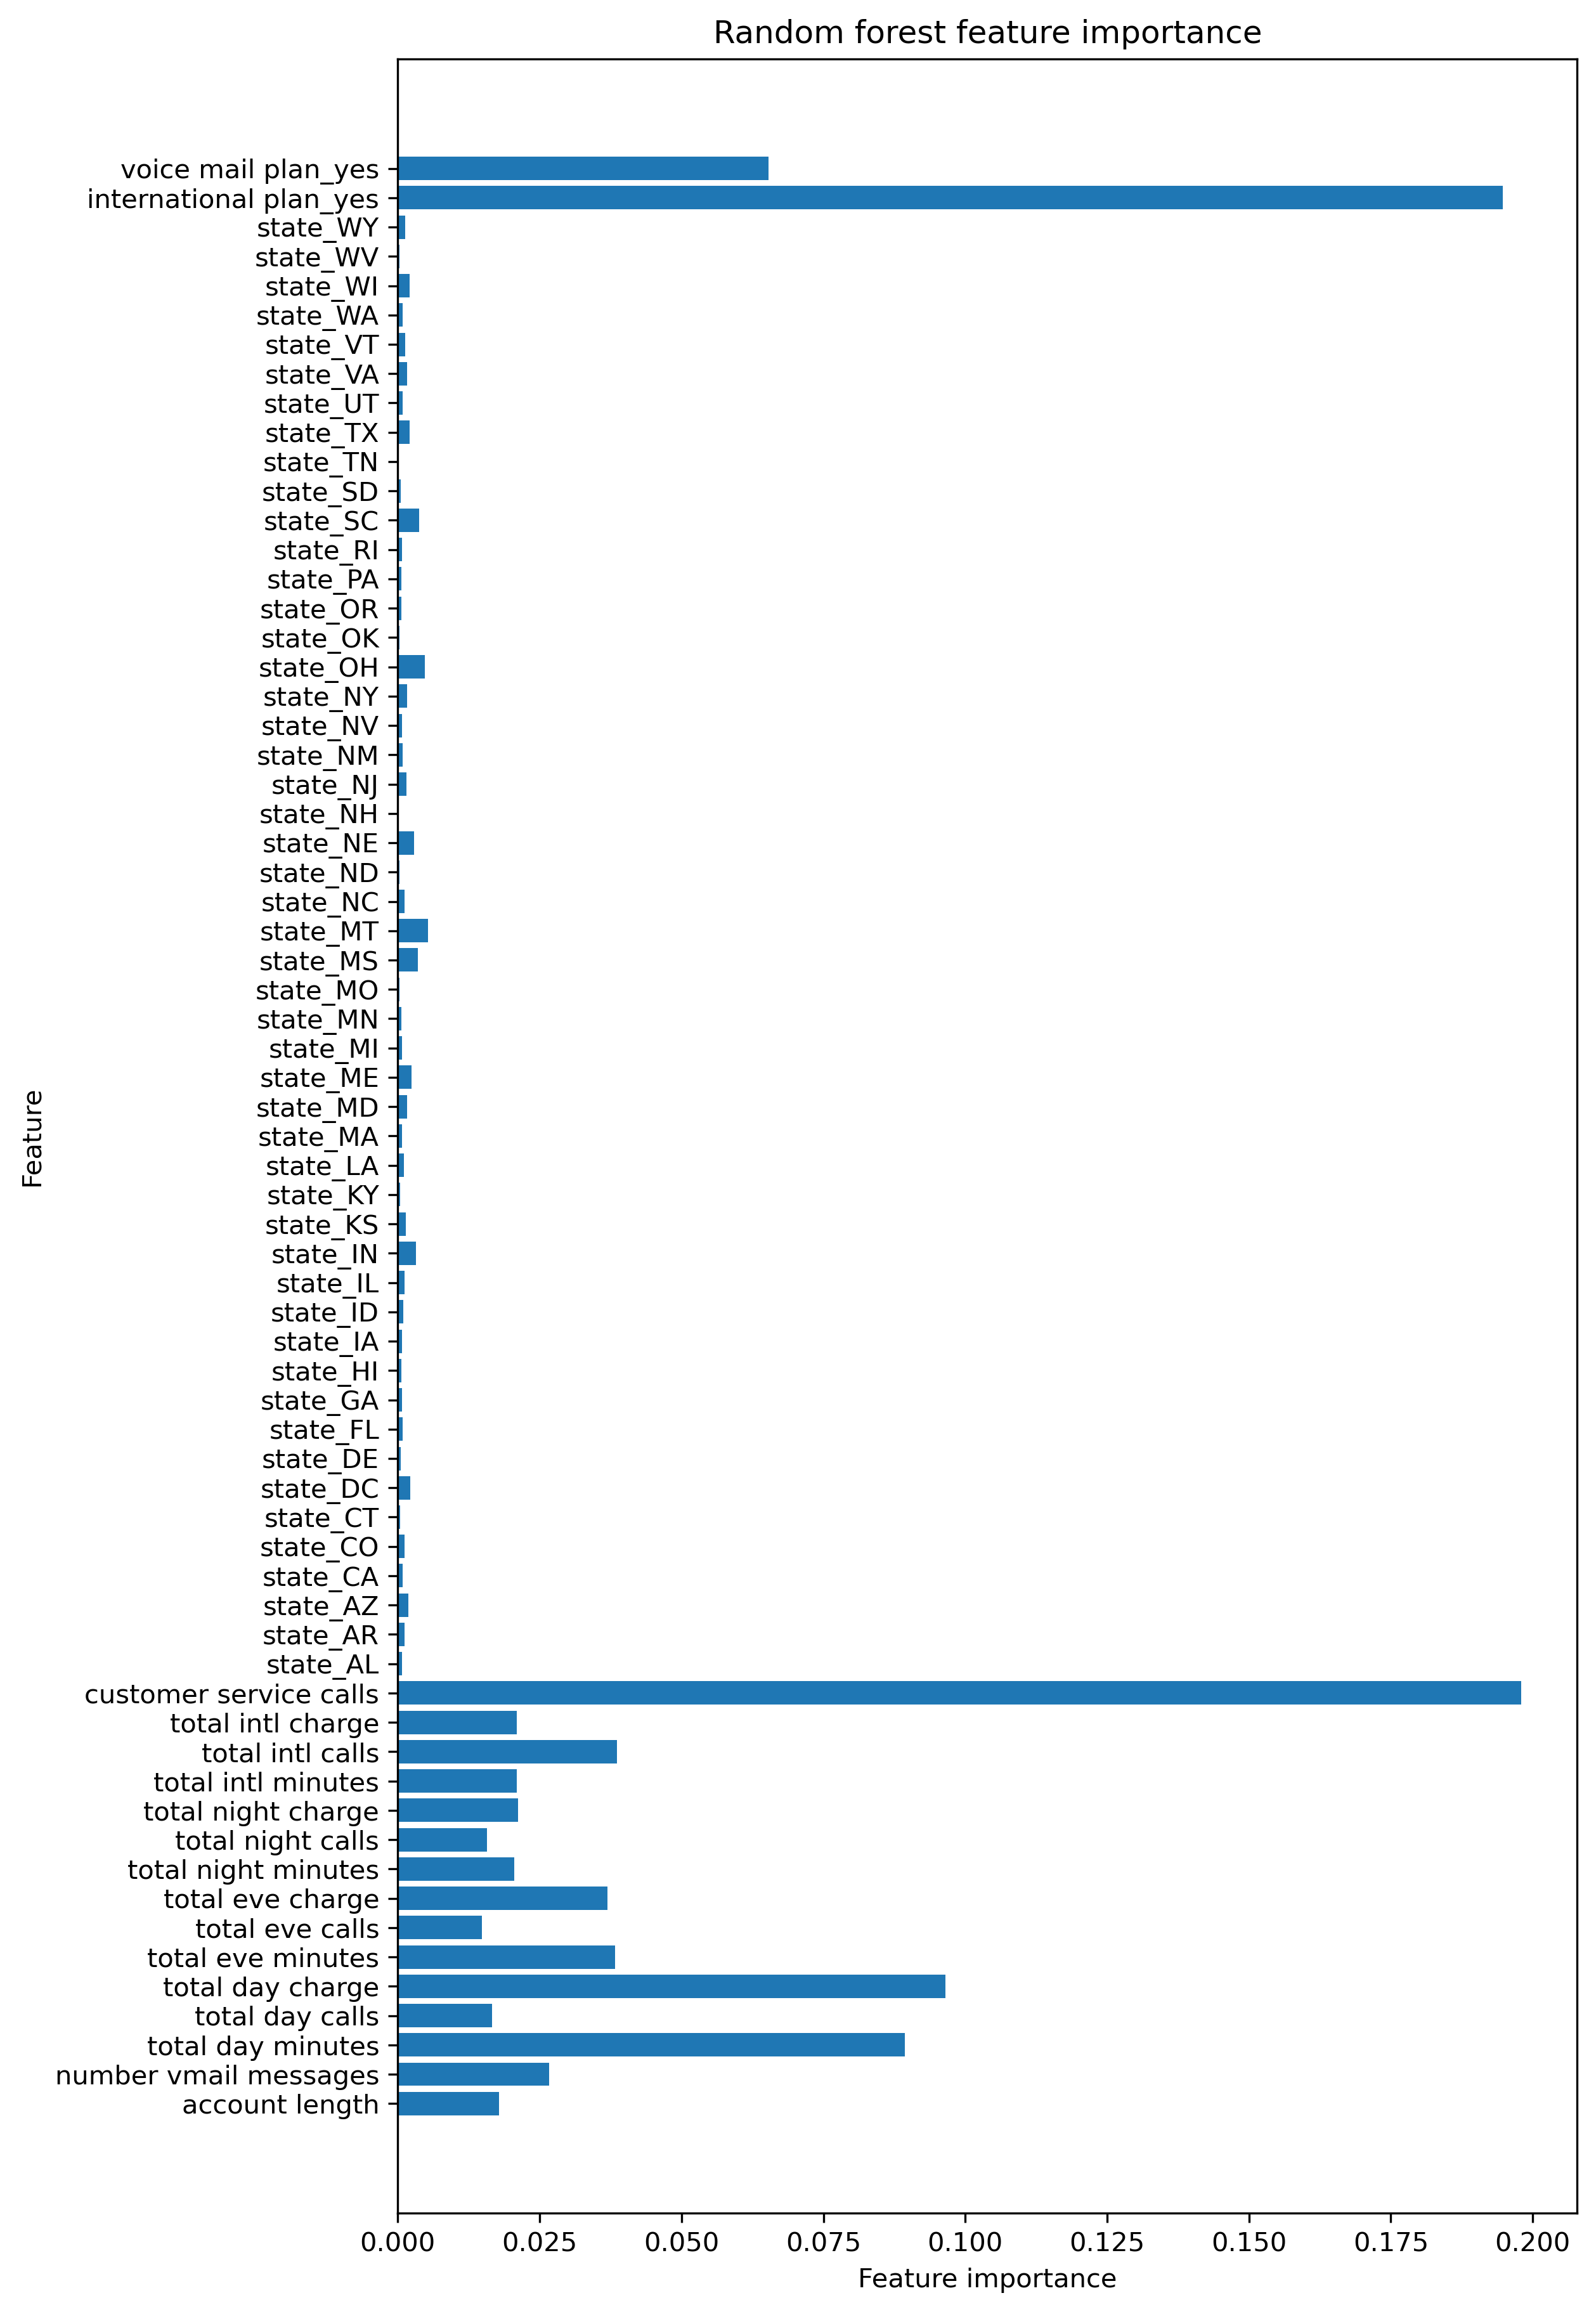 Random forest feature importance
voice mail plan_yes
international plan_yes
state_WY
state_WV
state_WI
state_WA
state_VT
state_VA
state_UT
state_TX
state_TN
state_SD
state_SC
state_RI
state_PA
state_OR
state_OK
state_OH
state_NY
state_NV
state_NM
state_NJ
state_NH
state_NE
state_ND
state_NC
state_MT
state_MS
state_MO
state_MN
state_MI
state_ME
state_MD
state_MA
state_LA
state_KY
state_KS
state_IN
state_IL
state_ID
state_IA
state_HI
state_GA
state_FL
state_DE
state_DC
state_CT
state_CO
state_CA
state_AZ
state_AR
state_AL
customer service calls
total intl charge
total intl calls
total intl minutes
total night charge
total night calls
total night minutes
total eve charge
total eve calls
total eve minutes
total day charge
total day calls
total day minutes
number vmail messages
account length
Feature
0.000 0.025 0.050 0.075 0.100 0.125 0.150 0.175 0.200
Feature importance